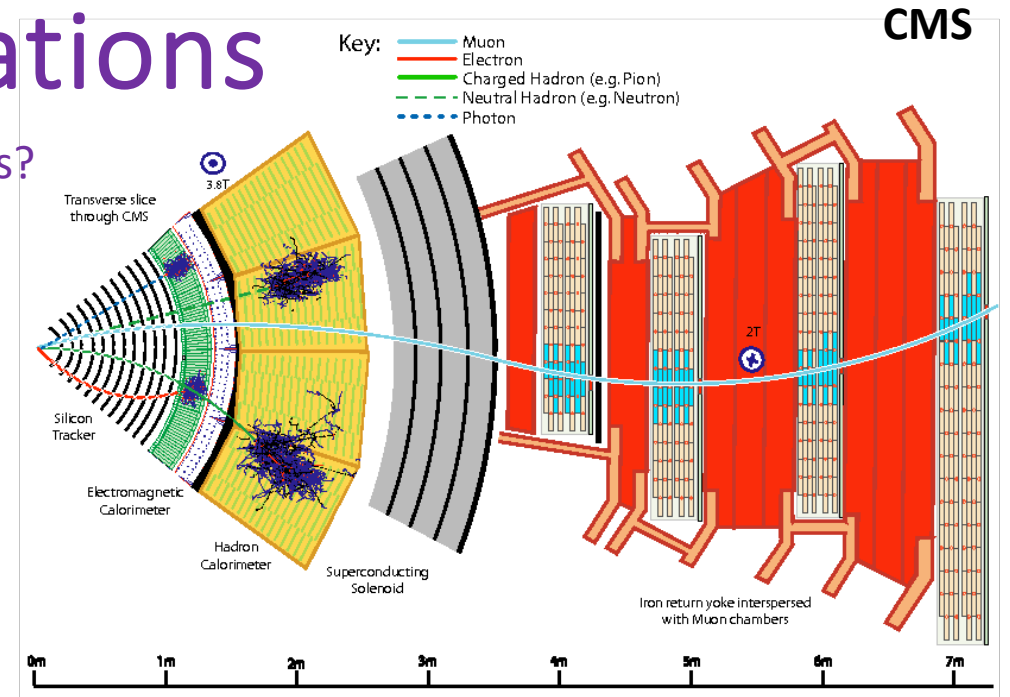 ations
s?
CMS
Key:
Muon
Electron
Charged Hadron (e.g. Pion)
Neutral Hadron (e.g. Neutron)
Photon
3.8T
Transverse slice
through CMS
2T
Silicon
Tracker
Electromagnetic
Calorimeter
Hadron
Calorimeter
Superconducting
Solenoid
Iron return yoke interspersed
with Muon chambers
0m 1m 2m 3m 4m 5m 6m 7m